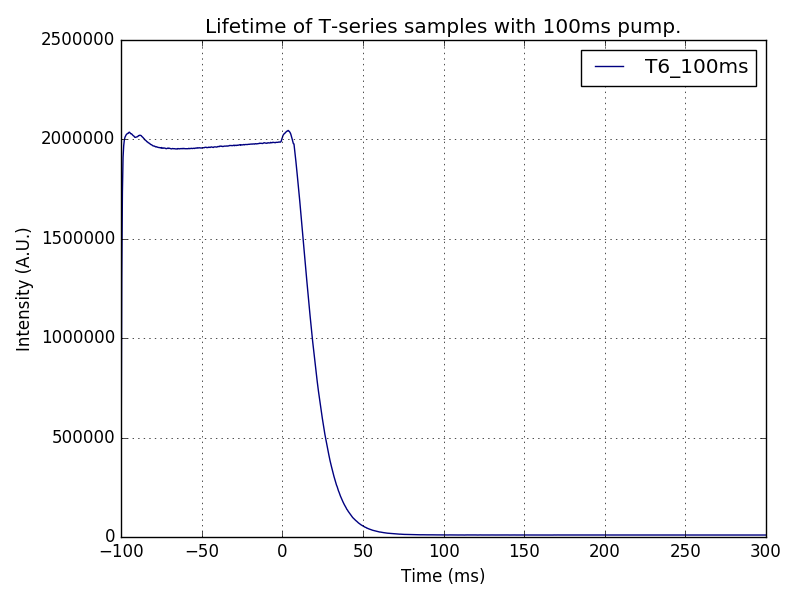 Lifetime of T-series samples with 100ms pump.
T6_100ms
2500000
2000000
1500000
1000000
500000
0
Intensity (A.U.)
−100 −50 0 50 100 150 200 250 300
Time (ms)